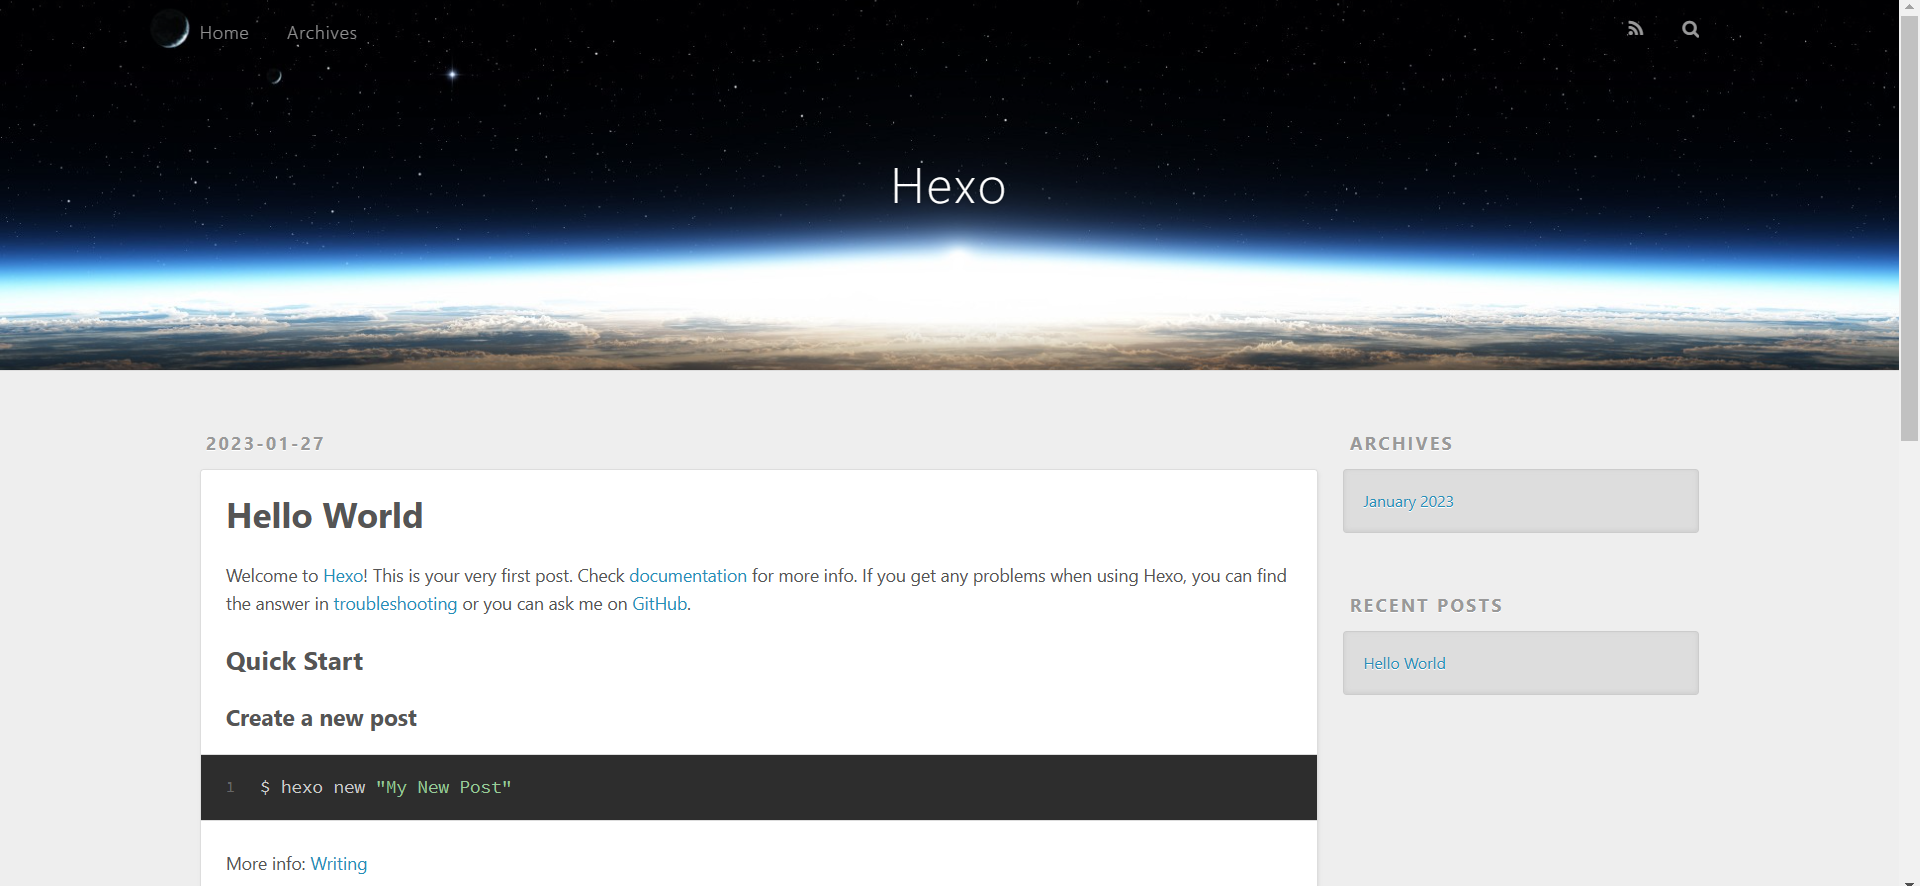 Home Archives
Hexo
2023-01-27
Hello World
Welcome to Hexo! This is your very first post. Check documentation for more info. If you get any problems when using Hexo, you can find
the answer in troubleshooting or you can ask me on GitHub.
Quick Start
Create a new post
1 $ hexo new "My New Post"
More info: Writing
ARCHIVES
January 2023
RECENT POSTS
Hello World